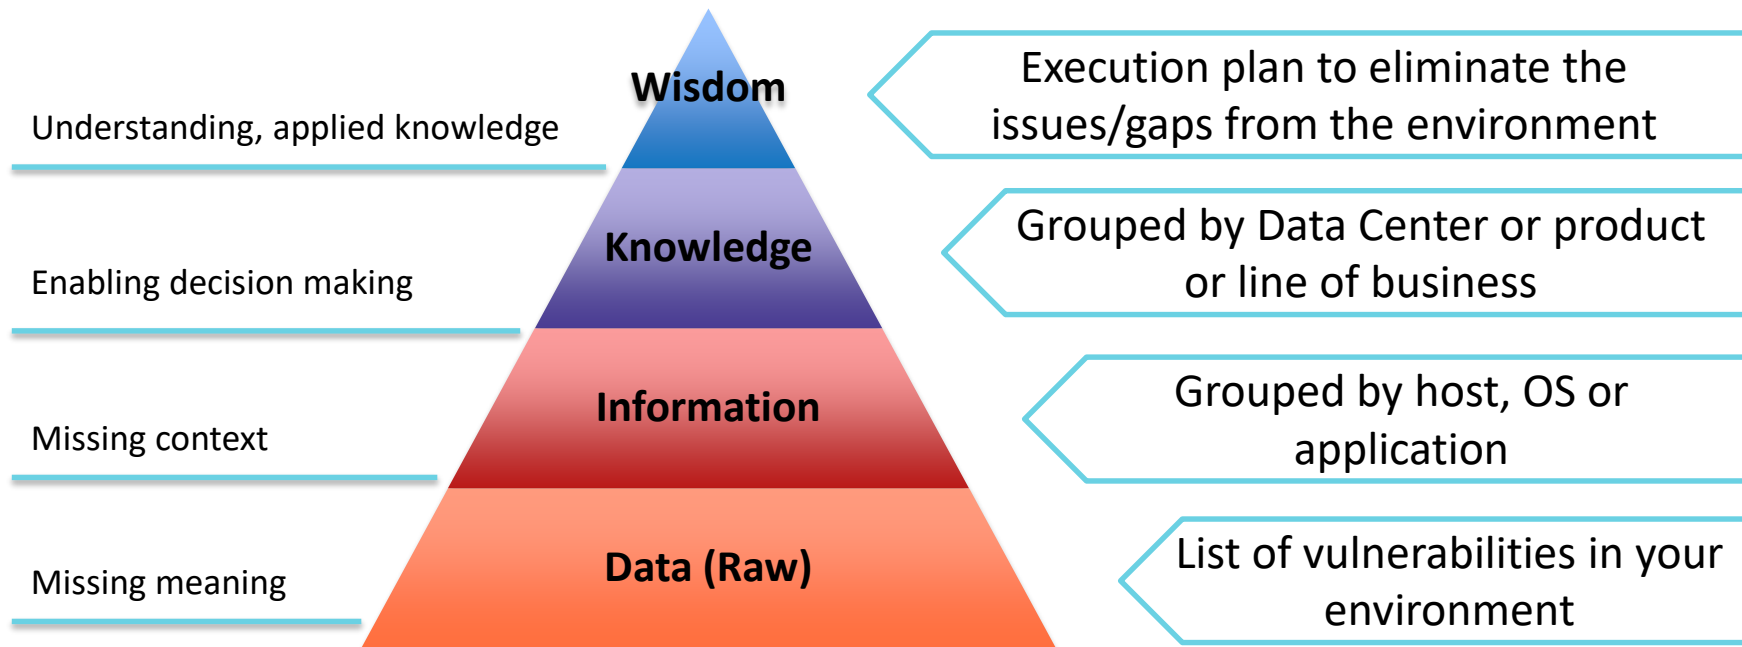 Wisdom
Execution plan to eliminate the
issues/gaps from the environment
Understanding, applied knowledge
Knowledge
Grouped by Data Center or product
or line of business
Enabling decision making
Information
Grouped by host, OS or
application
Missing context
Data (Raw)
List of vulnerabilities in your
environment
Missing meaning